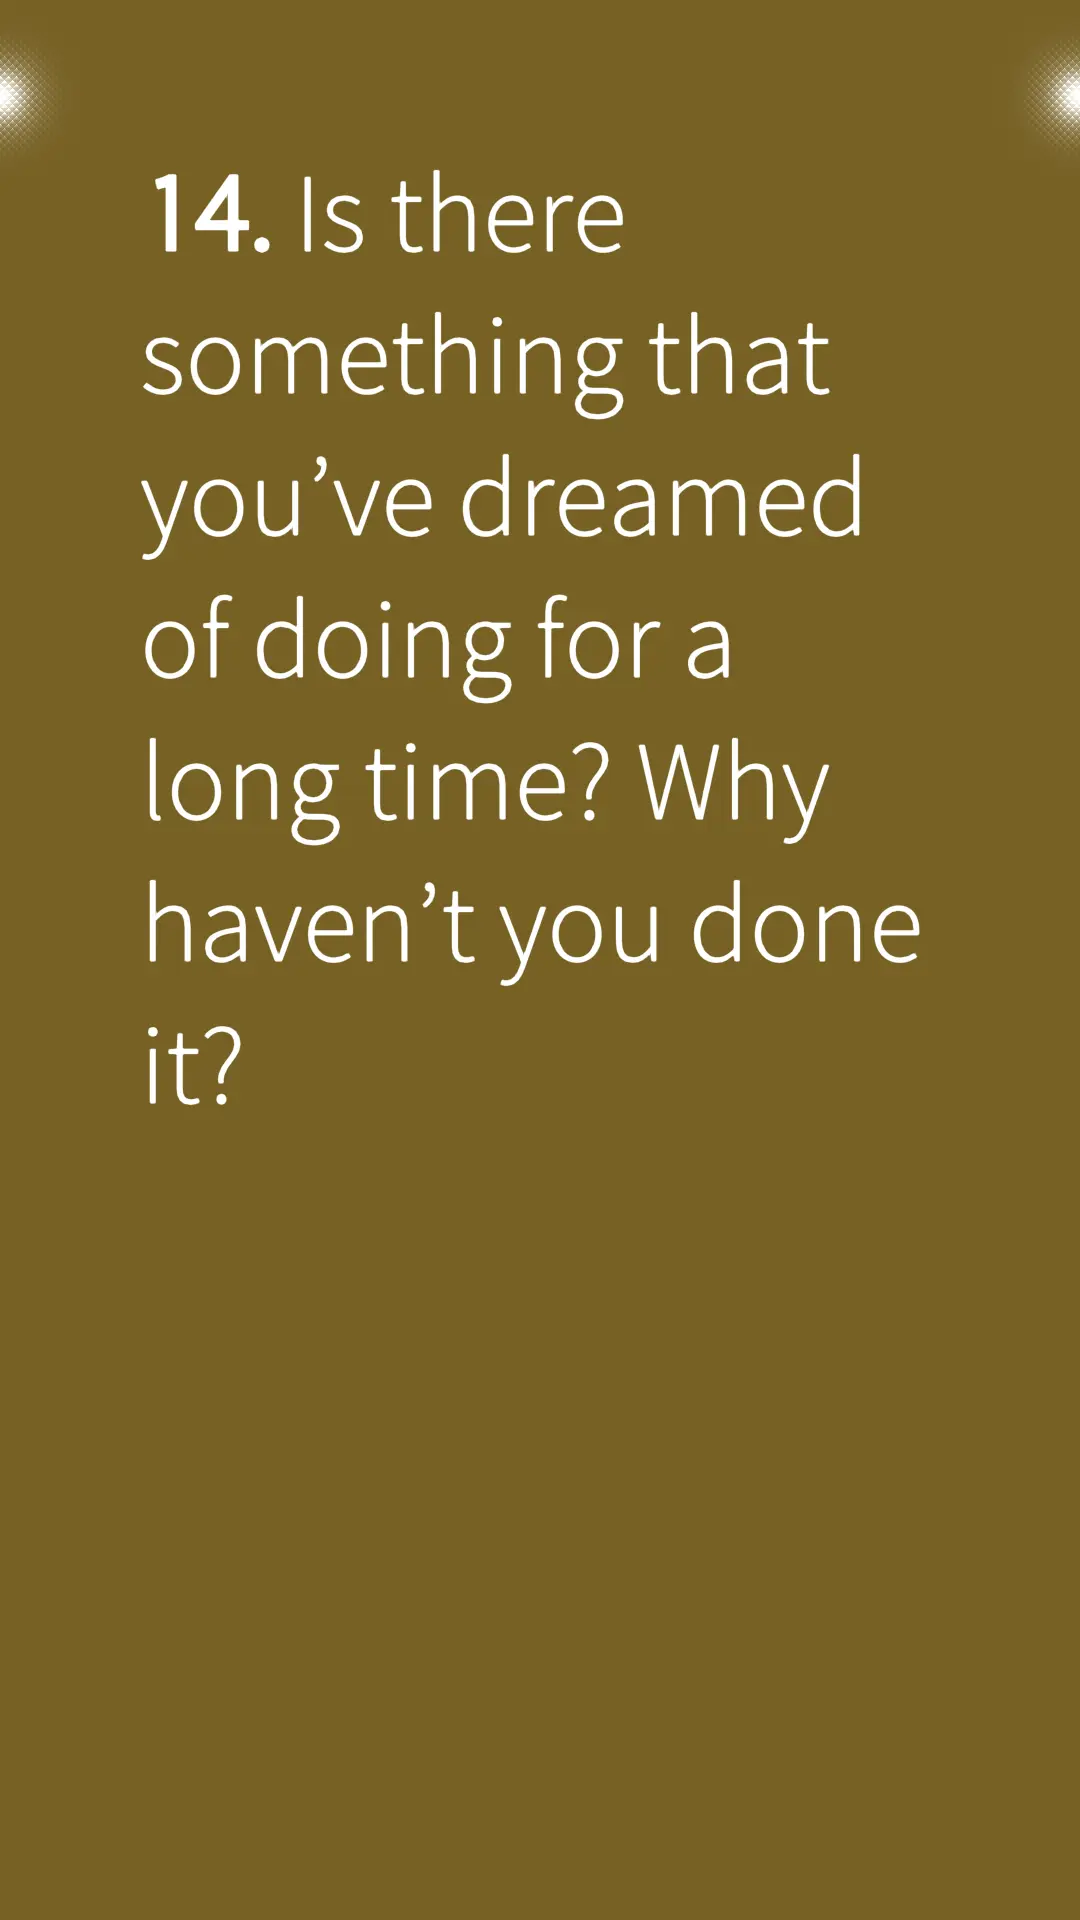 14. Is there
something that
you’ve dreamed
of doing for a
long time? Why
haven’t you done
it?